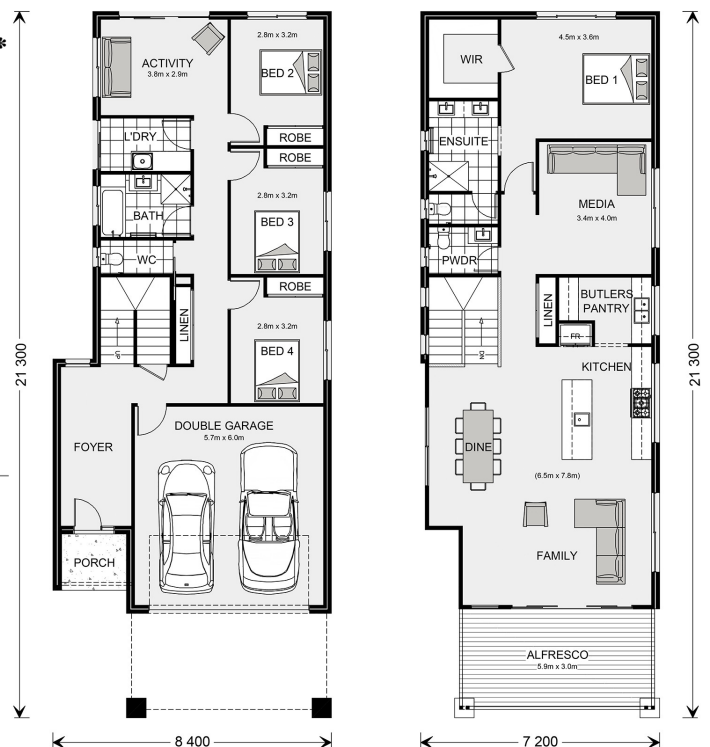 *
ACTIVITY
3.8m x 2.9m
2.8m x 3.2m
BED 2
ROBE
L'DRY
ROBE
2.8m x 3.2m
BED 3
BATH
WC
ROBE
LINEN
2.8m x 3.2m
BED 4
UP
DOUBLE GARAGE
5.7m x 6.0m
FOYER
PORCH
21 300
8 400
WIR
4.5m x 3.6m
BED 1
ENSUITE
MEDIA
3.4m x 4.0m
PWDR
LINEN
BUTLERS
PANTRY
FR
DN
KITCHEN
DINE
(6.5m x 7.8m)
FAMILY
ALFRESCO
5.9m x 3.0m
21 300
7 200